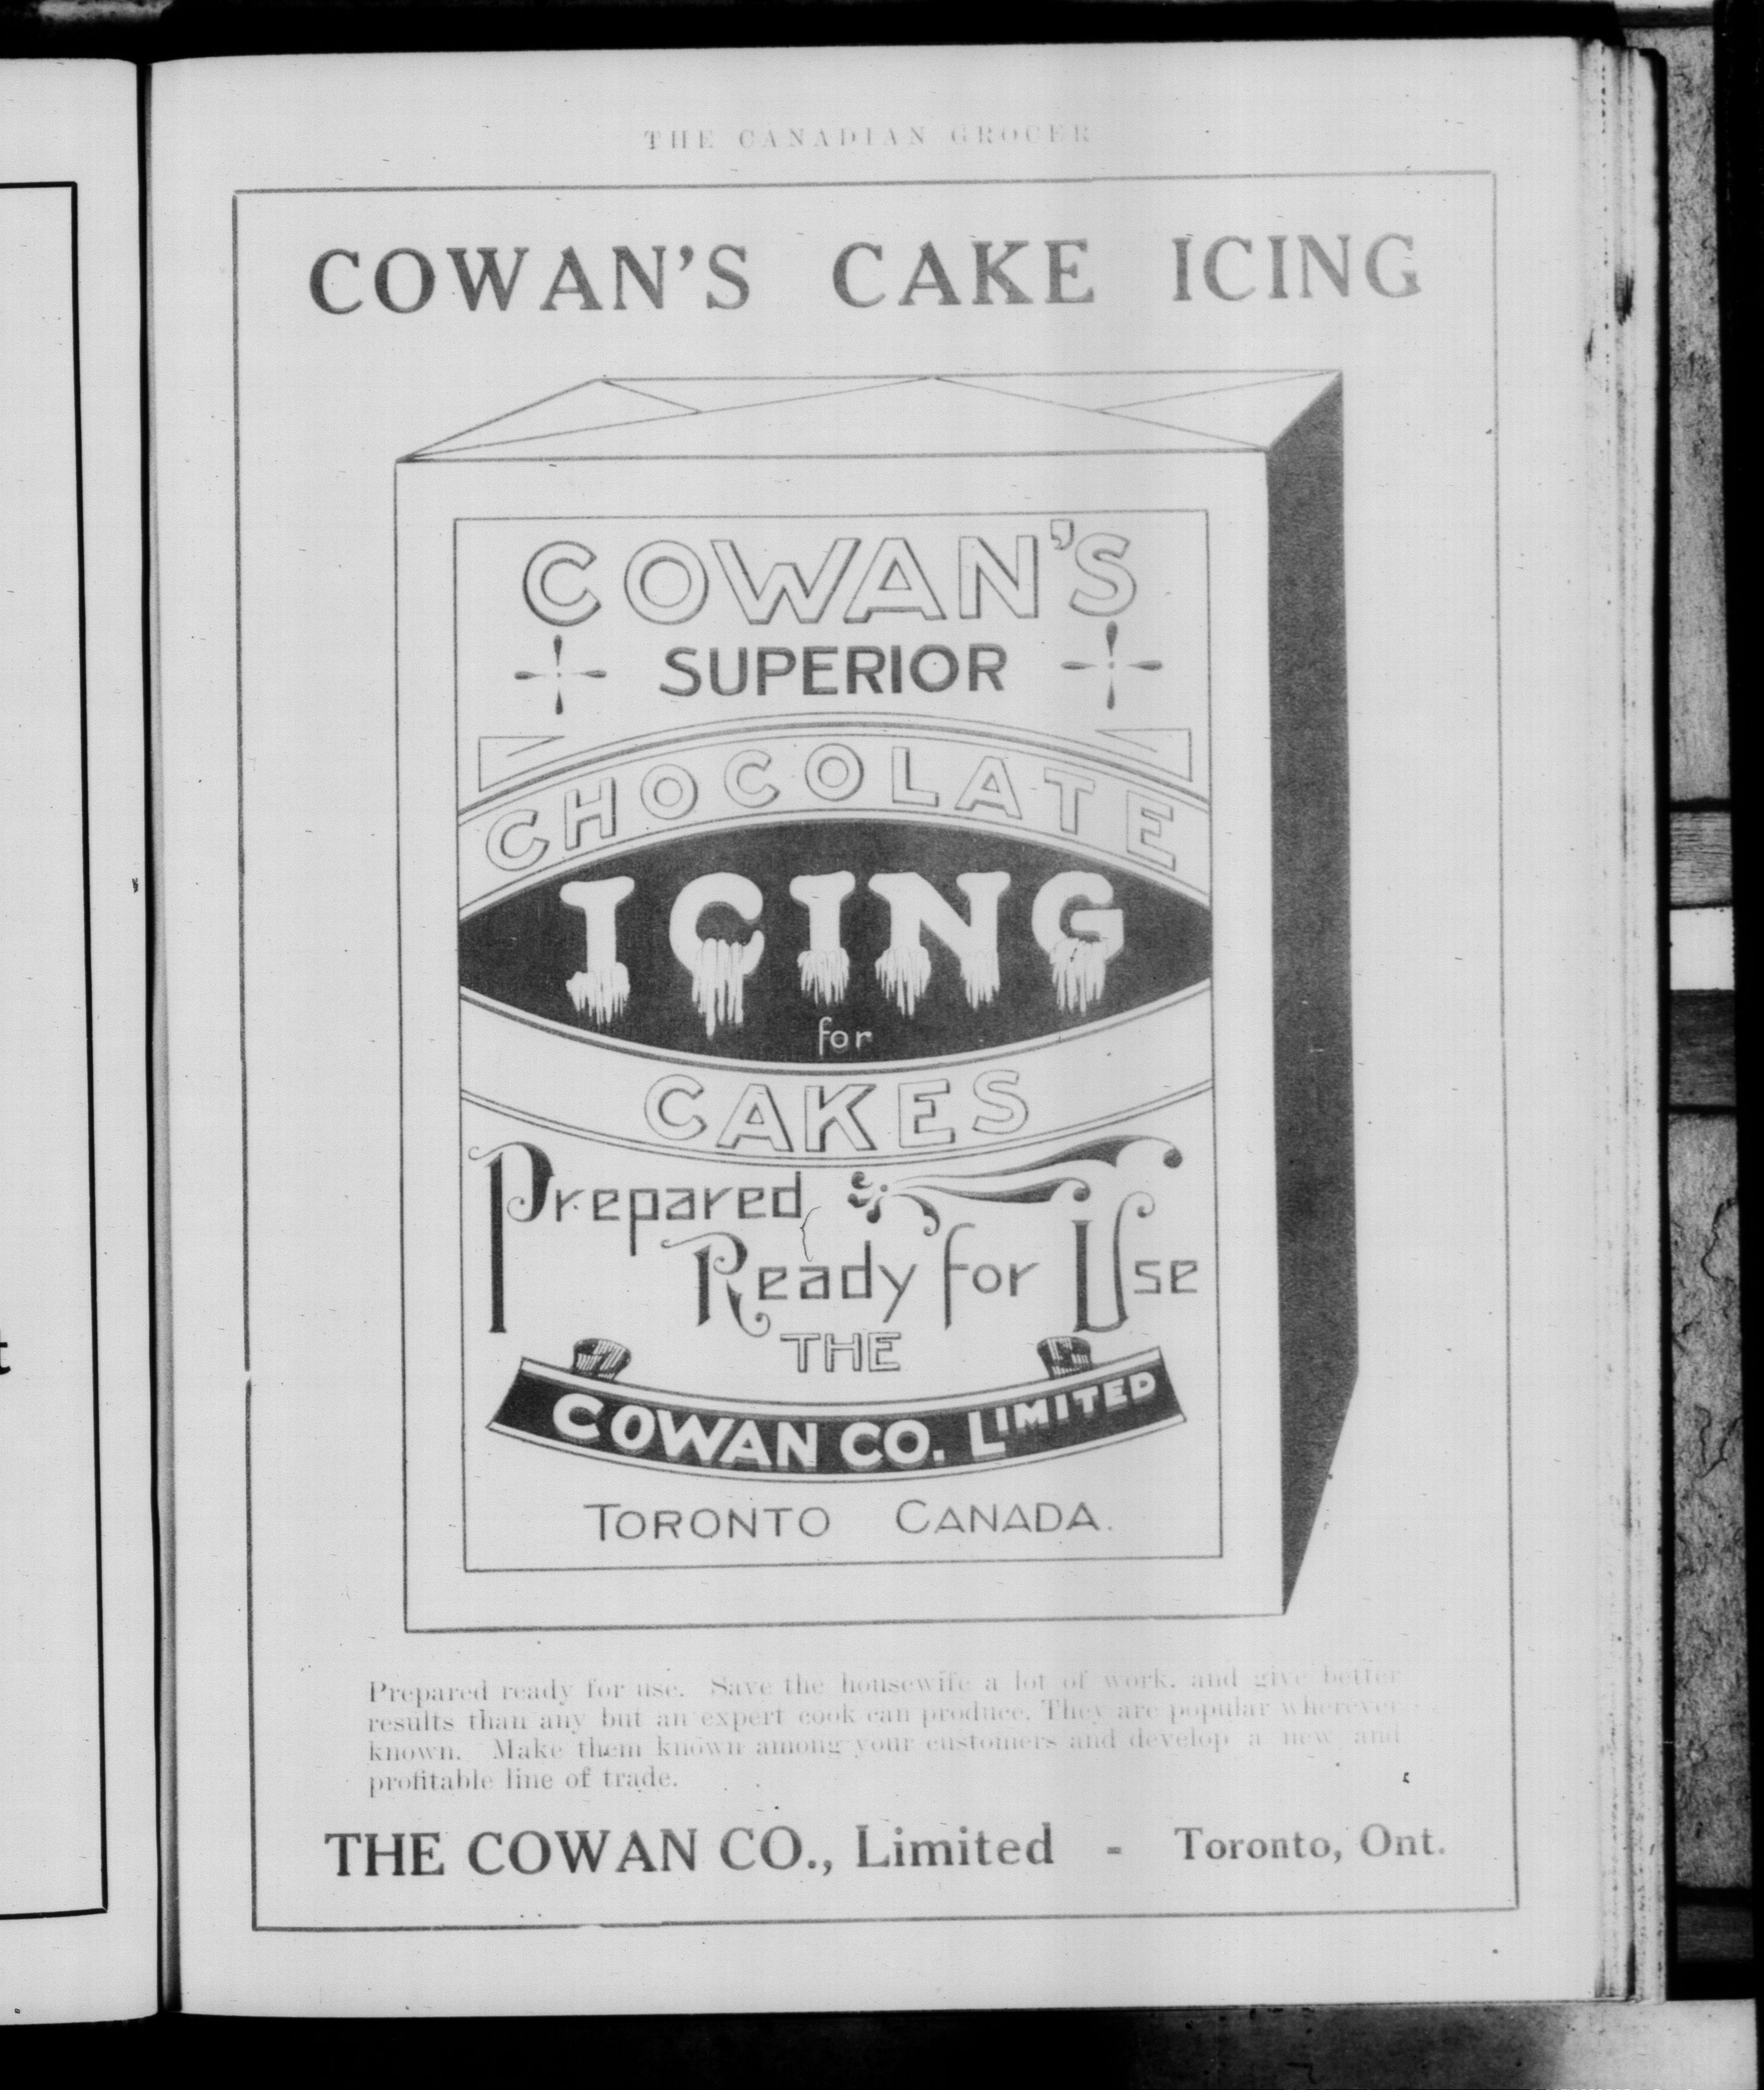 THE CANADIAN GROCER
COWAN'S CAKE ICING
COWAN'S
SUPERIOR
CHOCOLATE
ICING
for
CAKES
Prepared
Ready for Use
THE
COWAN CO. LIMITED
TORONTO CANADA.
Prepared ready for use. Save the housewife a lot of work, and give better
results than any but an expert cook can produce. They are popular wherever
known. Make them known among your customers and develop a new and
profitable line of trade.
THE COWAN CO., Limited - Toronto, Ont.
t